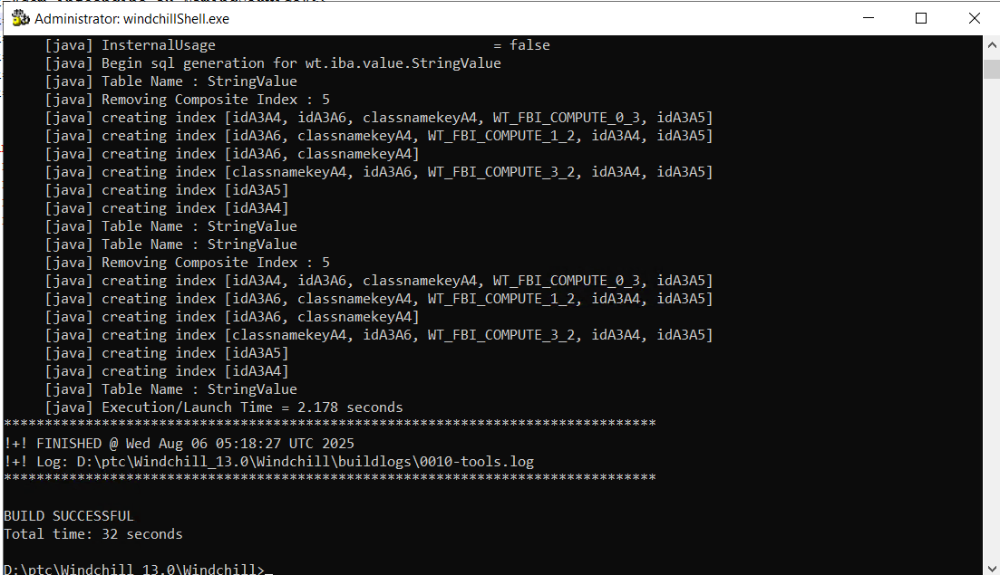 Administrator: windchillShell.exe
[java] InsternalUsage = false
[java] Begin sql generation for wt.iba.value.StringValue
[java] Table Name : StringValue
[java] Removing Composite Index : 5
[java] creating index [idA3A4, idA3A6, classnamekeyA4, WT_FBI_COMPUTE_0_3, idA3A5]
[java] creating index [idA3A6, classnamekeyA4, WT_FBI_COMPUTE_1_2, idA3A4, idA3A5]
[java] creating index [idA3A6, classnamekeyA4]
[java] creating index [classnamekeyA4, idA3A6, WT_FBI_COMPUTE_3_2, idA3A4, idA3A5]
[java] creating index [idA3A5]
[java] creating index [idA3A4]
[java] Table Name : StringValue
[java] Table Name : StringValue
[java] Removing Composite Index : 5
[java] creating index [idA3A4, idA3A6, classnamekeyA4, WT_FBI_COMPUTE_0_3, idA3A5]
[java] creating index [idA3A6, classnamekeyA4, WT_FBI_COMPUTE_1_2, idA3A4, idA3A5]
[java] creating index [idA3A6, classnamekeyA4]
[java] creating index [classnamekeyA4, idA3A6, WT_FBI_COMPUTE_3_2, idA3A4, idA3A5]
[java] creating index [idA3A5]
[java] creating index [idA3A4]
[java] Table Name : StringValue
[java] Execution/Launch Time = 2.178 seconds
********************************************************************************
!+! FINISHED @ Wed Aug 06 05:18:27 UTC 2025
!+! Log: D:\ptc\Windchill_13.0\Windchill\buildlogs\0010-tools.log
********************************************************************************
BUILD SUCCESSFUL
Total time: 32 seconds
D:\ptc\Windchill_13.0\Windchill>_